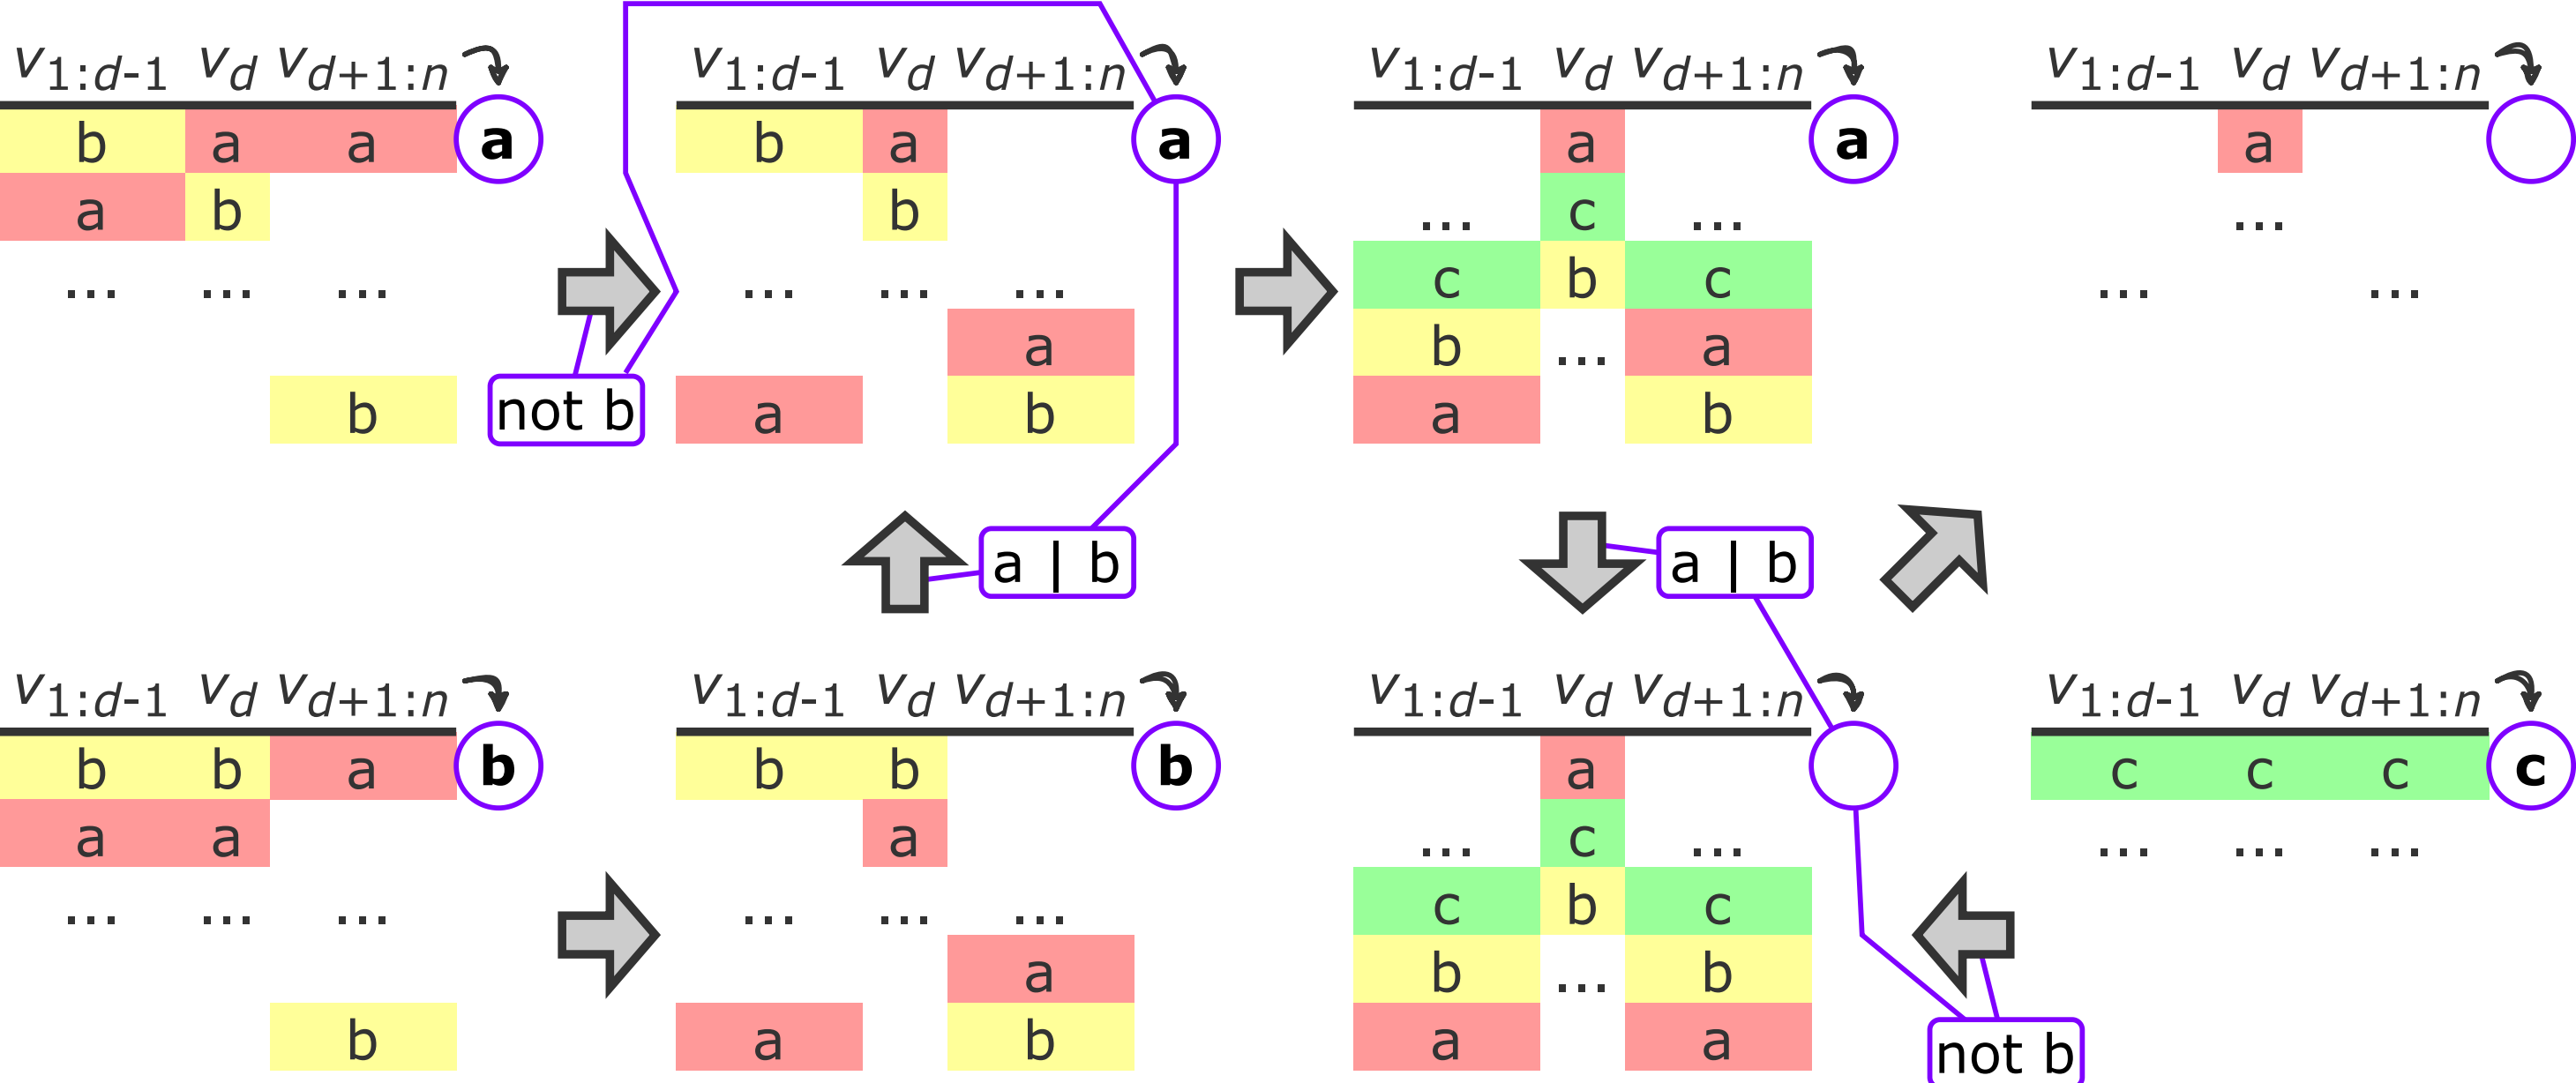 v1:d-1 vd vd+1:n
b a a a
a b
... ... ...
b
not b
v1:d-1 vd vd+1:n
b a a
b
... ... ...
a
a b
a | b
v1:d-1 vd vd+1:n
a a
... c ...
c b c
b ... a
a b
a | b
v1:d-1 vd vd+1:n
a
...
... ...
v1:d-1 vd vd+1:n
b b a b
a a
... ... ...
b
v1:d-1 vd vd+1:n
b b b
a
... ... ...
a
a b
v1:d-1 vd vd+1:n
a
... c ...
c b c
b ... b
a a
not b
v1:d-1 vd vd+1:n
c c c c
... ... ...